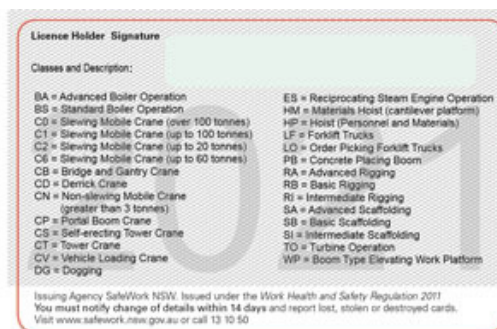 Licence Holder Signature
Classes and Description:
BA = Advanced Boiler Operation
BS = Standard Boiler Operation
C0 = Slewing Mobile Crane (over 100 tonnes)
C1 = Slewing Mobile Crane (up to 100 tonnes)
C2 = Slewing Mobile Crane (up to 20 tonnes)
C6 = Slewing Mobile Crane (up to 60 tonnes)
CB = Bridge and Gantry Crane
CD = Derrick Crane
CN = Non-slewing Mobile Crane
(greater than 3 tonnes)
CP = Portal Boom Crane
CS = Self-erecting Tower Crane
CT = Tower Crane
CV = Vehicle Loading Crane
DG = Dogging
ES = Reciprocating Steam Engine Operation
HM = Materials Hoist (cantilever platform)
HP = Hoist (Personnel and Materials)
LF = Forklift Trucks
LO = Order Picking Forklift Trucks
PB = Concrete Placing Boom
RA = Advanced Rigging
RB = Basic Rigging
RI = Intermediate Rigging
SA = Advanced Scaffolding
SB = Basic Scaffolding
SI = Intermediate Scaffolding
TO = Turbine Operation
WP = Boom Type Elevating Work Platform
2021
Issuing Agency SafeWork NSW. Issued under the Work Health and Safety Regulation 2011
You must notify change of details within 14 days and report lost, stolen or destroyed cards.
Visit www.safework.nsw.gov.au or call 13 10 50